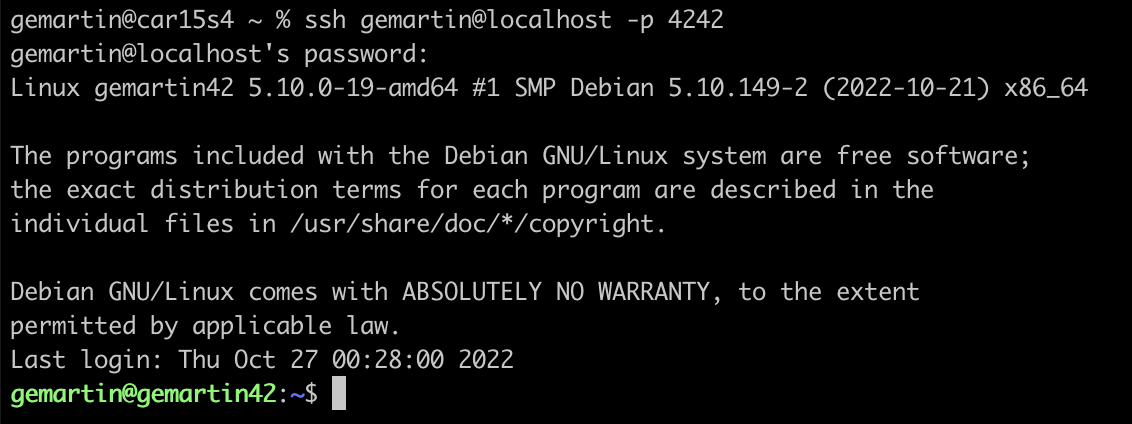 gemartin@car15s4 ~ % ssh gemartin@localhost -p 4242
gemartin@localhost's password:
Linux gemartin42 5.10.0-19-amd64 #1 SMP Debian 5.10.149-2 (2022-10-21) x86_64
The programs included with the Debian GNU/Linux system are free software;
the exact distribution terms for each program are described in the
individual files in /usr/share/doc/*/copyright.
Debian GNU/Linux comes with ABSOLUTELY NO WARRANTY, to the extent
permitted by applicable law.
Last login: Thu Oct 27 00:28:00 2022
gemartin@gemartin42:~$